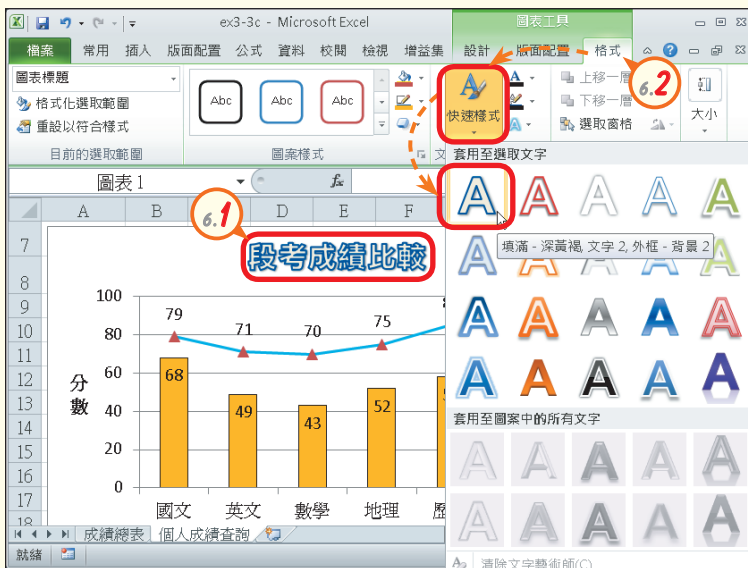 ex3-3c - Microsoft Excel
圖表工具
檔案 常用 插入 版面配置 公式 資料 校閱 檢視 增益集 設計 版面配置 格式
圖表標題
格式化選取範圍
重設以符合樣式
目前的選取範圍
Abc Abc Abc
圖案樣式
快速樣式
文
上移一層
下移一層
選取窗格
大小
6.2
套用至選取文字
圖表 1
fx
A B D E F
6.1
填滿 - 深黃褐, 文字 2, 外框 - 背景 2
段考成績比較
7
8
9
10
11
12
13
14
15
16
17
18
100
80
60
40
20
0
分數
79 71 70 75
68 49 43 52
國文 英文 數學 地理
套用至圖案中的所有文字
成績總表 個人成績查詢
就緒
清除文字藝術師(C)